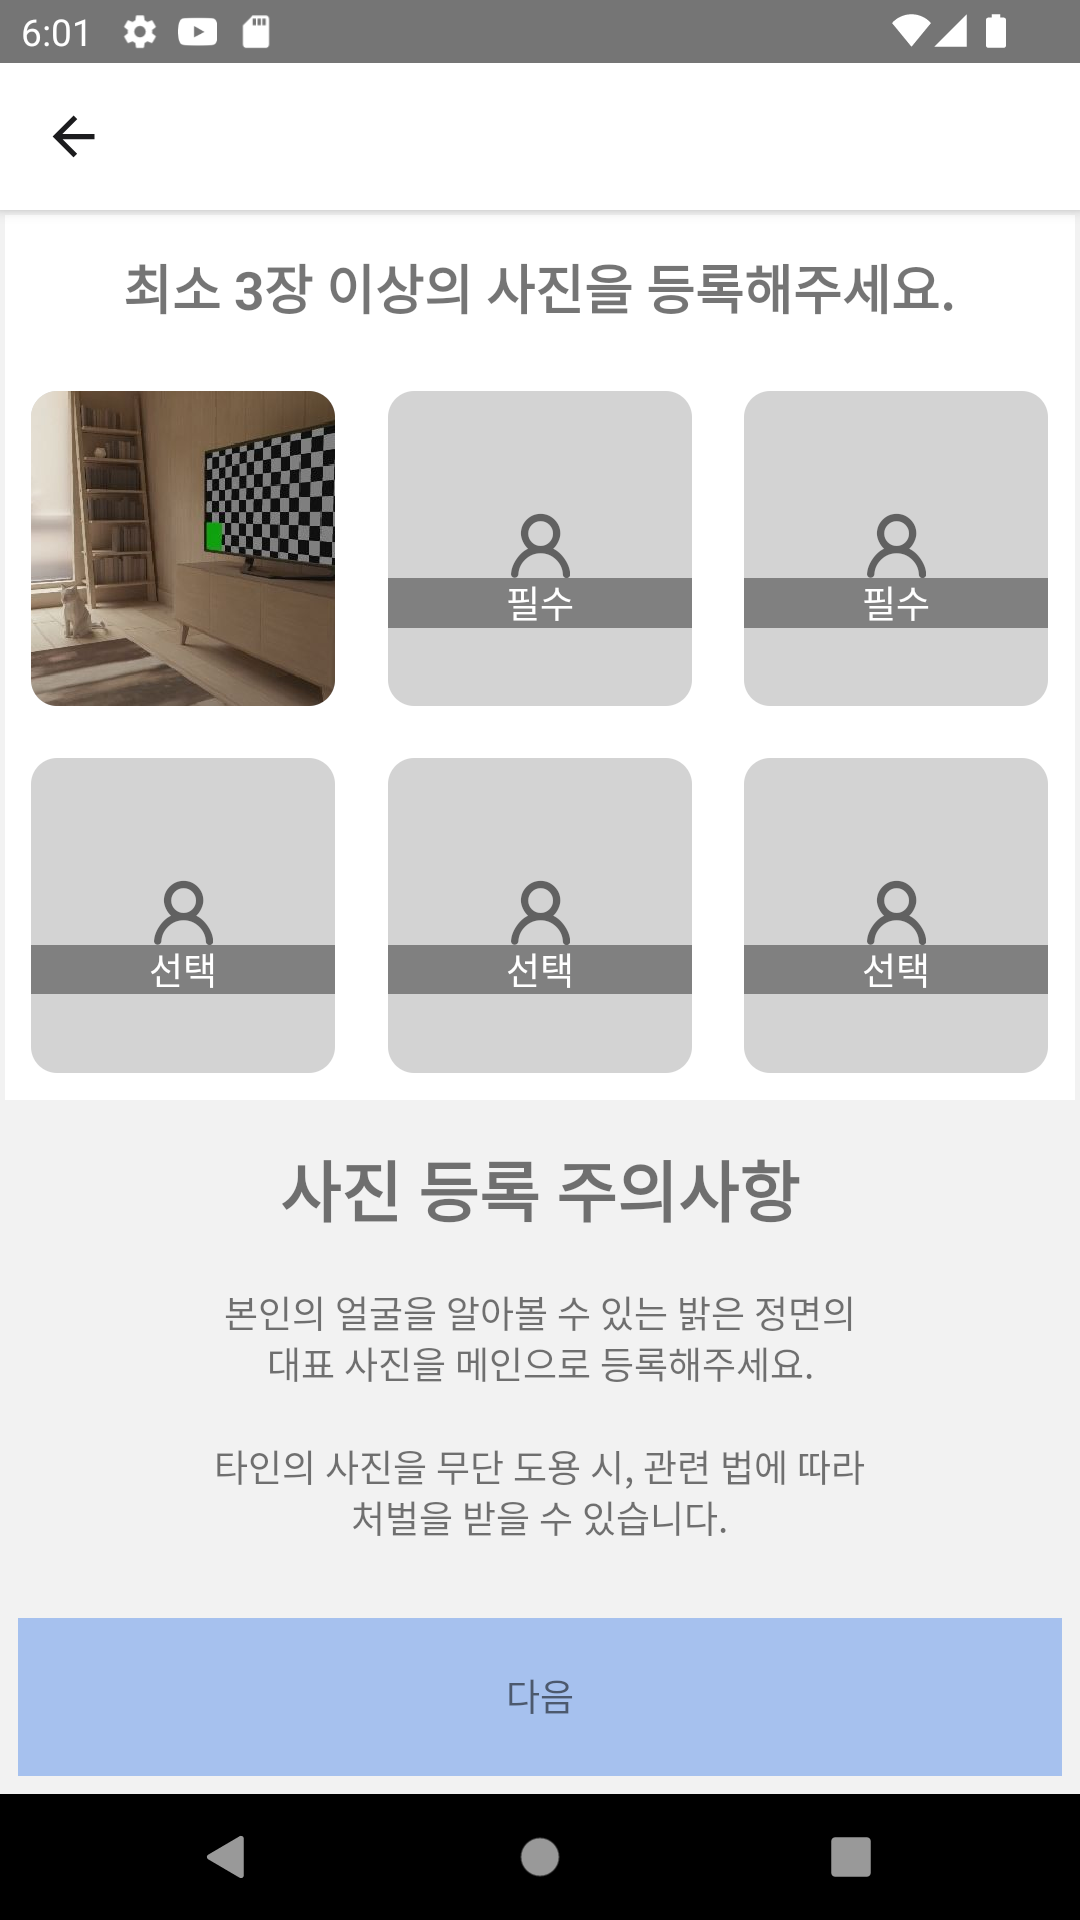 6:01
최소 3장 이상의 사진을 등록해주세요.
필수
필수
선택
선택
선택
사진 등록 주의사항
본인의 얼굴을 알아볼 수 있는 밝은 정면의
대표 사진을 메인으로 등록해주세요.
타인의 사진을 무단 도용 시, 관련 법에 따라
처벌을 받을 수 있습니다.
다음